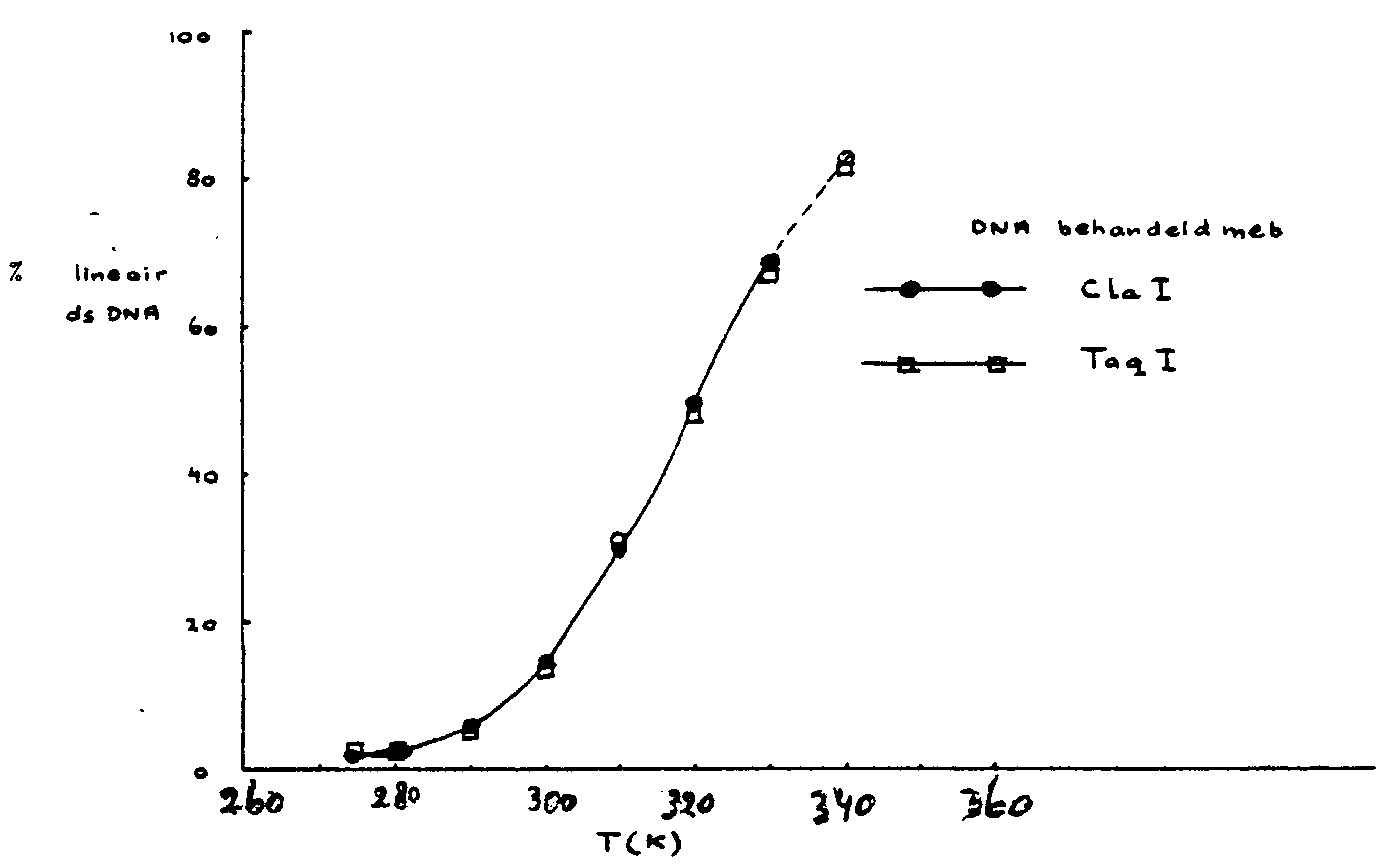 100
80
% lineair
ds DNA
60
40
20
0
260 280 300 320 340 360
T(K)
DNA behandeld met
Cla I
Taq I